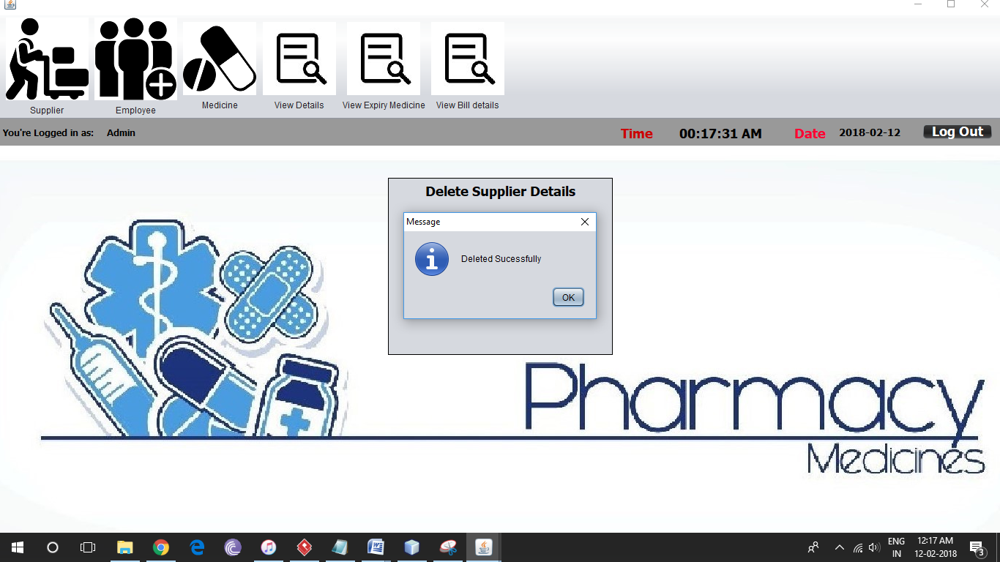 Supplier
Employee
Medicine
View Details
View Expiry Medicine
View Bill details
You're Logged in as: Admin
Time 00:17:31 AM Date 2018-02-12 Log Out
Delete Supplier Details
Message
Deleted Sucessfully
OK
Pharmacy
Medicines
ENG
IN
12:17 AM
12-02-2018
3